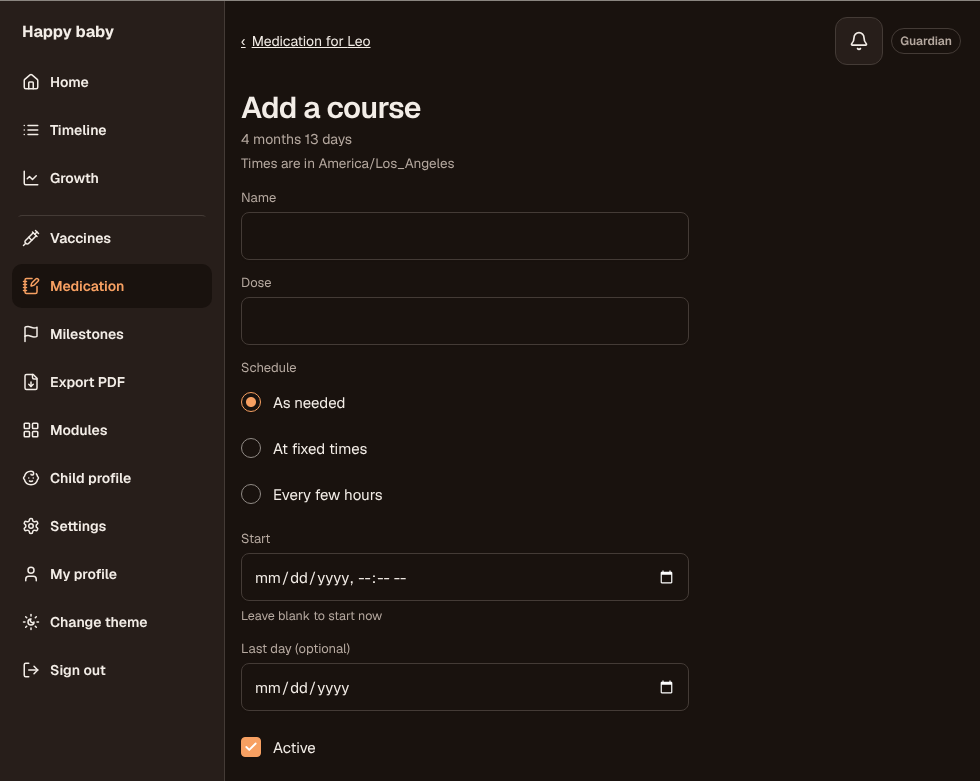 Happy baby
Home
Timeline
Growth
Vaccines
Medication
Milestones
Export PDF
Modules
Child profile
Settings
My profile
Change theme
Sign out
‹ Medication for Leo
Guardian
Add a course
4 months 13 days
Times are in America/Los_Angeles
Name
Dose
Schedule
As needed
At fixed times
Every few hours
Start
mm/dd/yyyy, --:-- --
Leave blank to start now
Last day (optional)
mm/dd/yyyy
Active